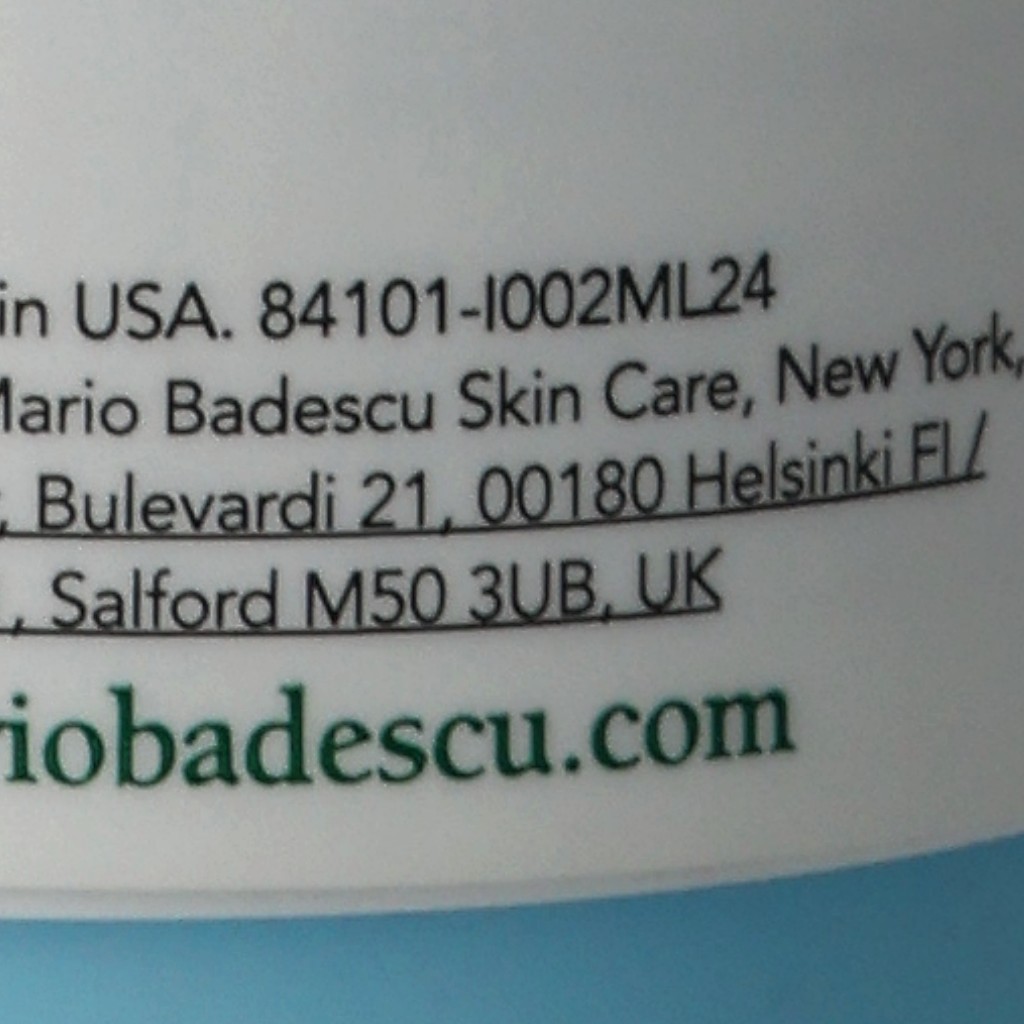 in USA. 84101-I002ML24
Mario Badescu Skin Care, New York,
, Bulevardi 21, 00180 Helsinki FI /
, Salford M50 3UB, UK
riobadescu.com